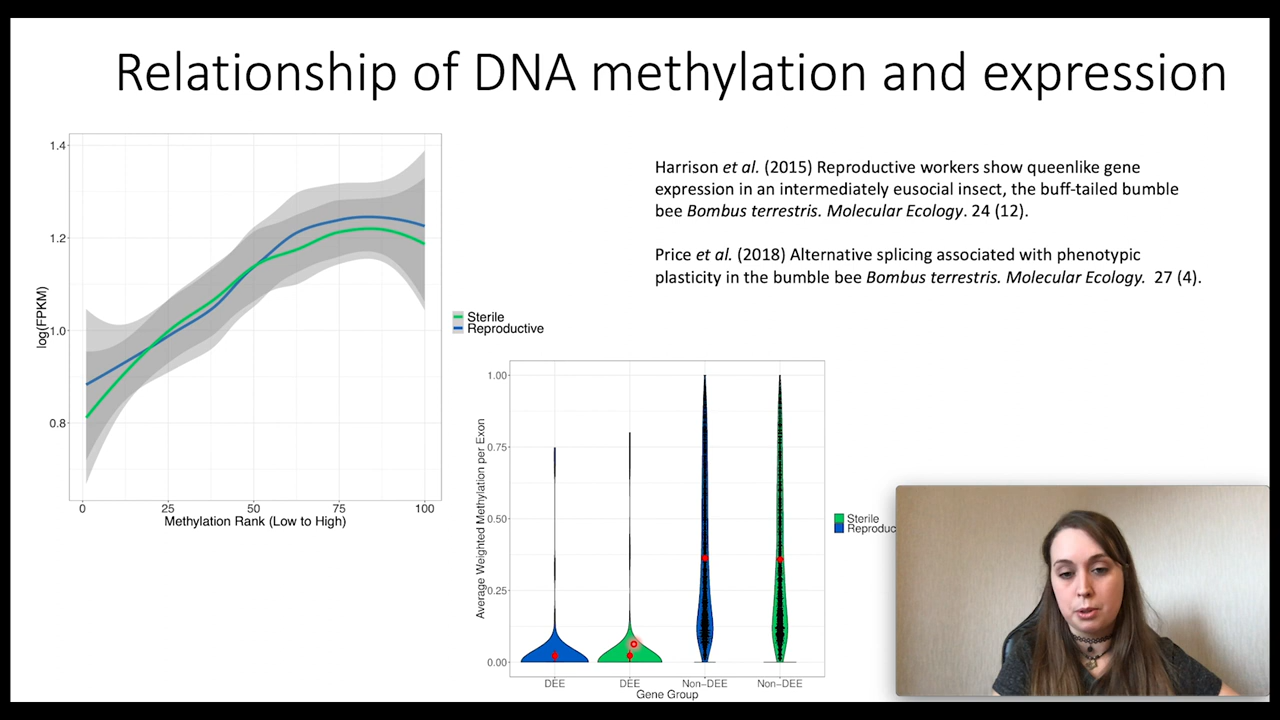 Relationship of DNA methylation and expression
1.4
1.2
1.0
0.8
log(FPKM)
0
25
50
75
100
Methylation Rank (Low to High)
Sterile
Reproductive
Harrison et al. (2015) Reproductive workers show queenlike gene
expression in an intermediately eusocial insect, the buff-tailed bumble
bee Bombus terrestris. Molecular Ecology. 24 (12).
Price et al. (2018) Alternative splicing associated with phenotypic
plasticity in the bumble bee Bombus terrestris. Molecular Ecology. 27 (4).
1.00
0.75
0.50
0.25
0.00
Average Weighted Methylation per Exon
DEE
DEE
Non-DEE
Non-DEE
Gene Group
Sterile
Reproduc